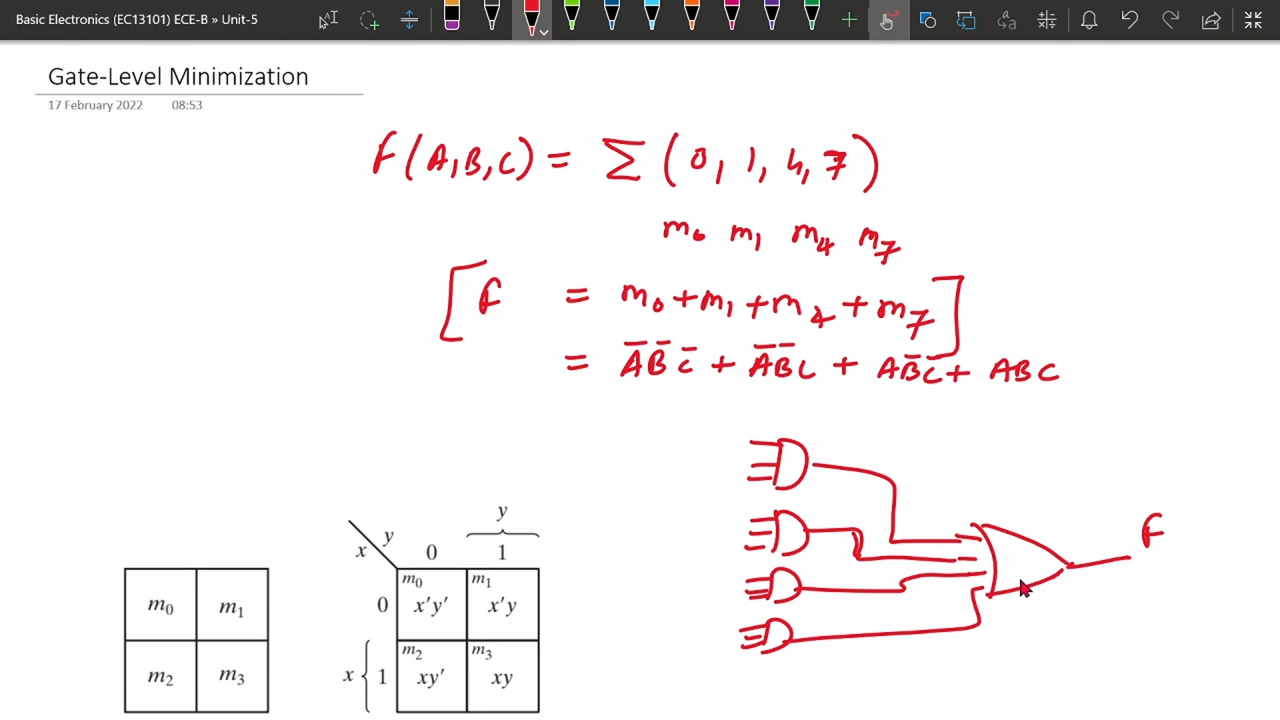 Basic Electronics (EC13101) ECE-B » Unit-5
Gate-Level Minimization
17 February 2022 08:53
F(A,B,C) = ∑(0, 1, 4, 7)
m₀ m₁ m₄ m₇
[F = m₀+m₁+m₄+m₇]
= A̅B̅C̅ + A̅B̅C + AB̅C̅ + ABC
F
y
x y 0 1
m₀ m₁
m₂ m₃
0 m₀ x′y′ m₁ x′y
x { 1 m₂ xy′ m₃ xy